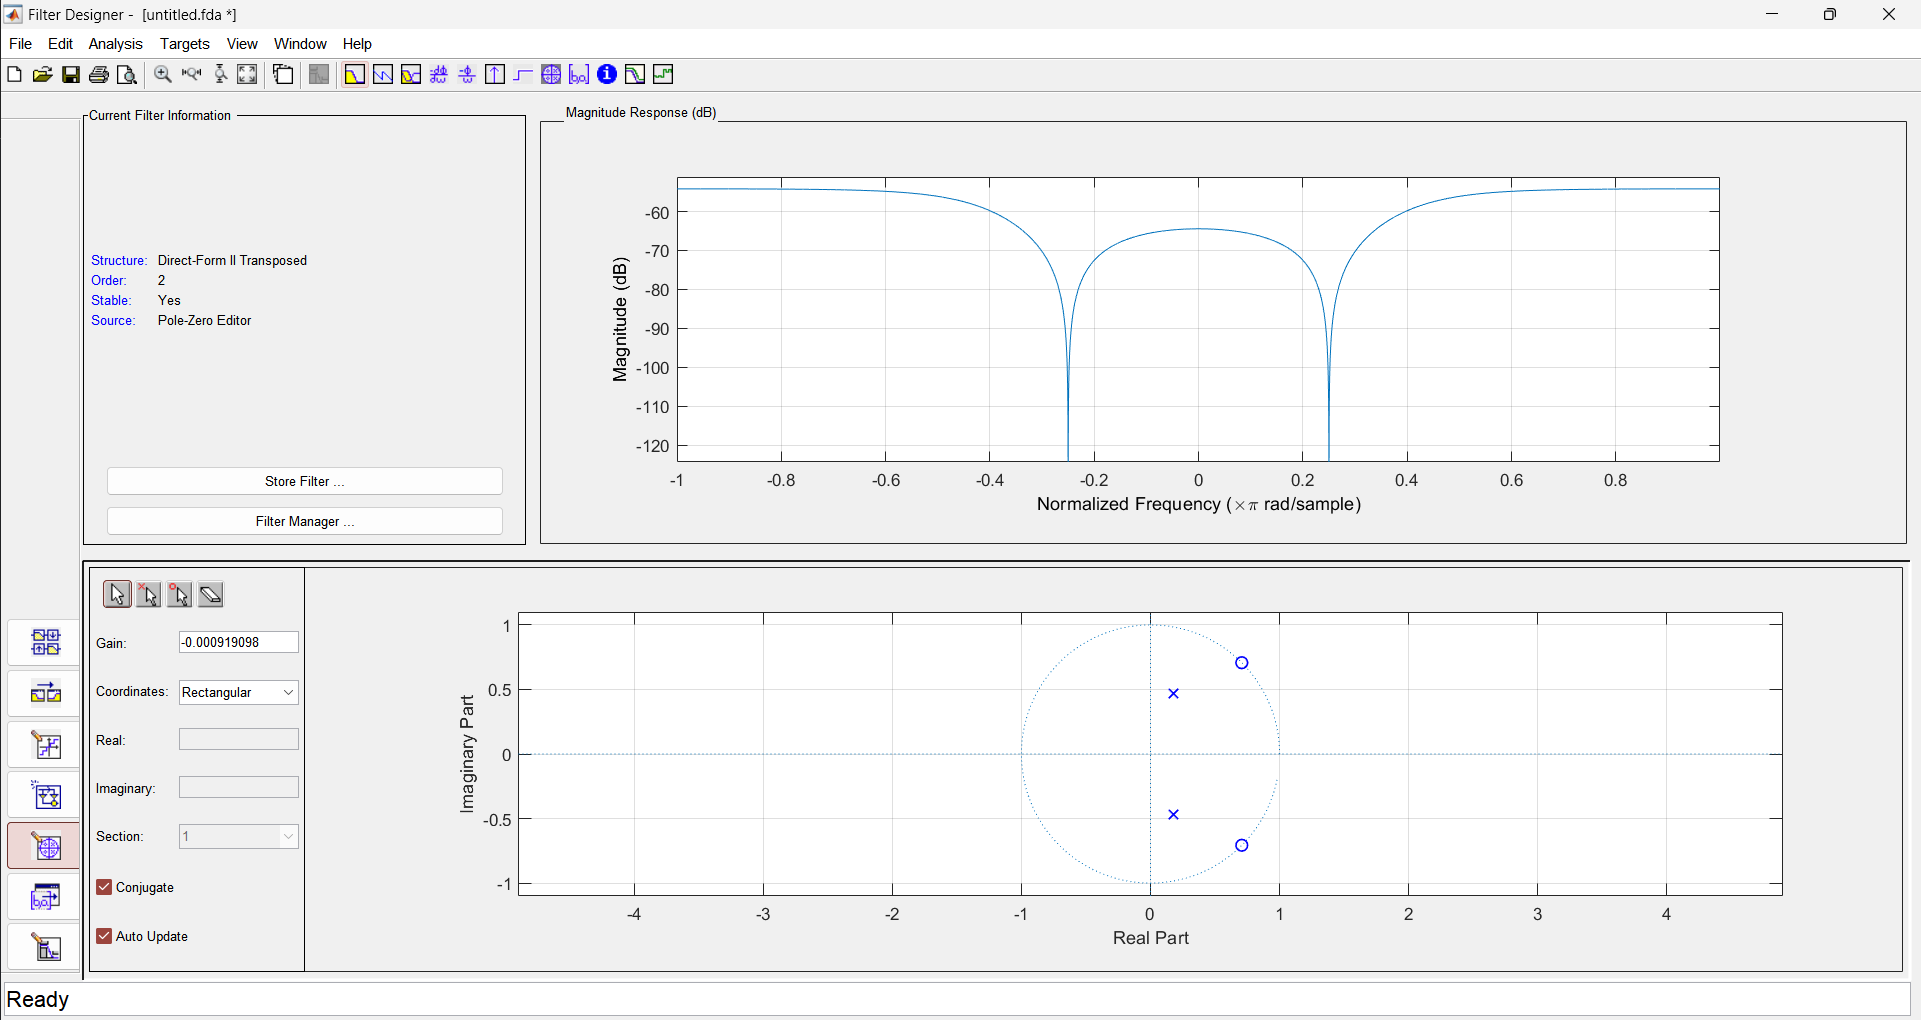 Filter Designer - [untitled.fda *]
File Edit Analysis Targets View Window Help
Current Filter Information
Structure: Direct-Form II Transposed
Order: 2
Stable: Yes
Source: Pole-Zero Editor
Store Filter ...
Filter Manager ...
Magnitude Response (dB)
Magnitude (dB)
-60
-70
-80
-90
-100
-110
-120
-1 -0.8 -0.6 -0.4 -0.2 0 0.2 0.4 0.6 0.8
Normalized Frequency (×π rad/sample)
Gain: -0.000919098
Coordinates: Rectangular
Real:
Imaginary:
Section: 1
Conjugate
Auto Update
Imaginary Part
1
0.5
0
-0.5
-1
-4 -3 -2 -1 0 1 2 3 4
Real Part
Ready